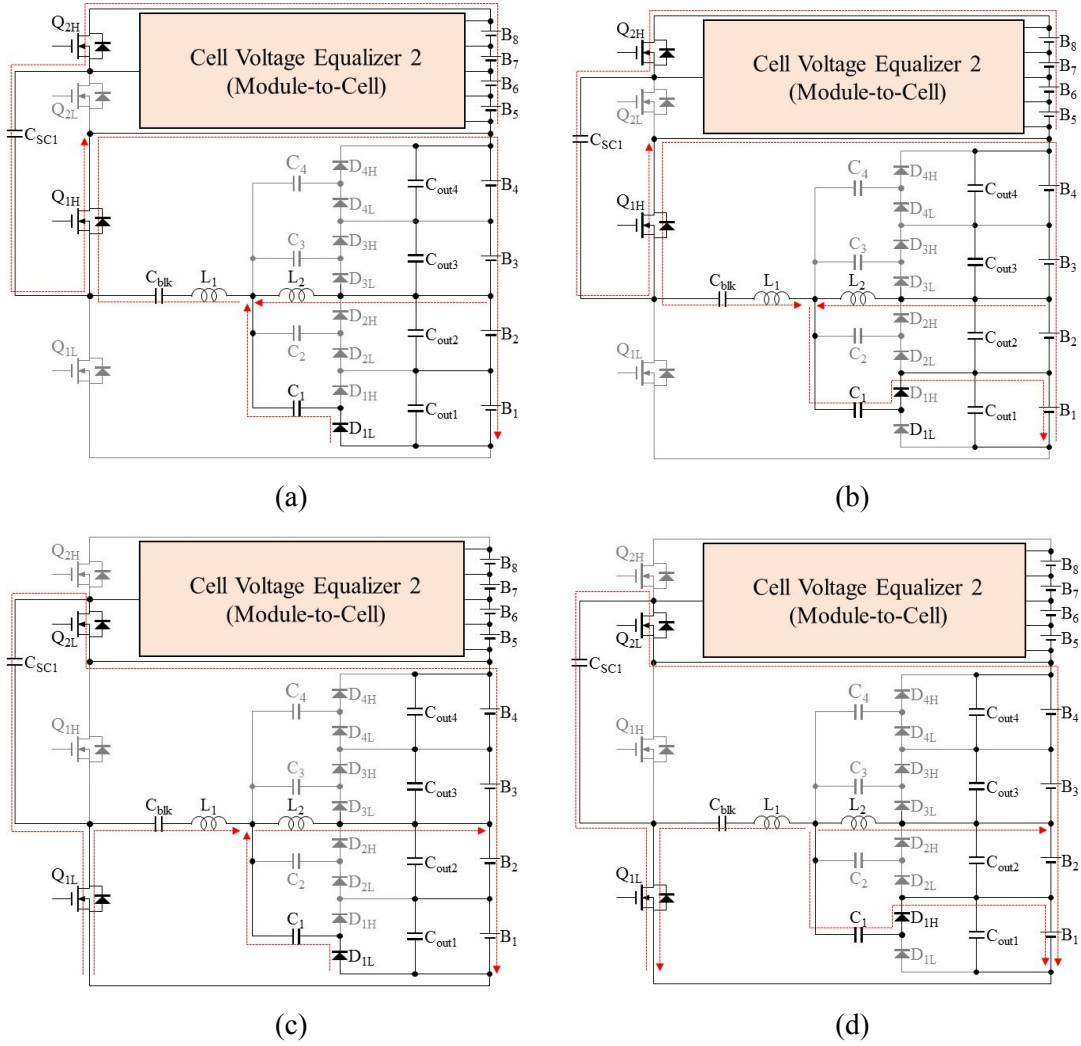 Q2H
Cell Voltage Equalizer 2
(Module-to-Cell)
B8
B7
B6
B5
Q2L
CSC1
Q1H
C4
D4H
D4L
Cout4
B4
C3
D3H
D3L
Cout3
B3
Cblk
L1
L2
Q1L
C2
D2H
D2L
Cout2
B2
C1
D1H
D1L
Cout1
B1
(a)
Q2H
Cell Voltage Equalizer 2
(Module-to-Cell)
B8
B7
B6
B5
Q2L
CSC1
Q1H
C4
D4H
D4L
Cout4
B4
C3
D3H
D3L
Cout3
B3
Cblk
L1
L2
Q1L
C2
D2H
D2L
Cout2
B2
C1
D1H
D1L
Cout1
B1
(b)
Q2H
Cell Voltage Equalizer 2
(Module-to-Cell)
B8
B7
B6
B5
Q2L
CSC1
Q1H
C4
D4H
D4L
Cout4
B4
C3
D3H
D3L
Cout3
B3
Cblk
L1
L2
Q1L
C2
D2H
D2L
Cout2
B2
C1
D1H
D1L
Cout1
B1
(c)
Q2H
Cell Voltage Equalizer 2
(Module-to-Cell)
B8
B7
B6
B5
Q2L
CSC1
Q1H
C4
D4H
D4L
Cout4
B4
C3
D3H
D3L
Cout3
B3
Cblk
L1
L2
Q1L
C2
D2H
D2L
Cout2
B2
C1
D1H
D1L
Cout1
B1
(d)